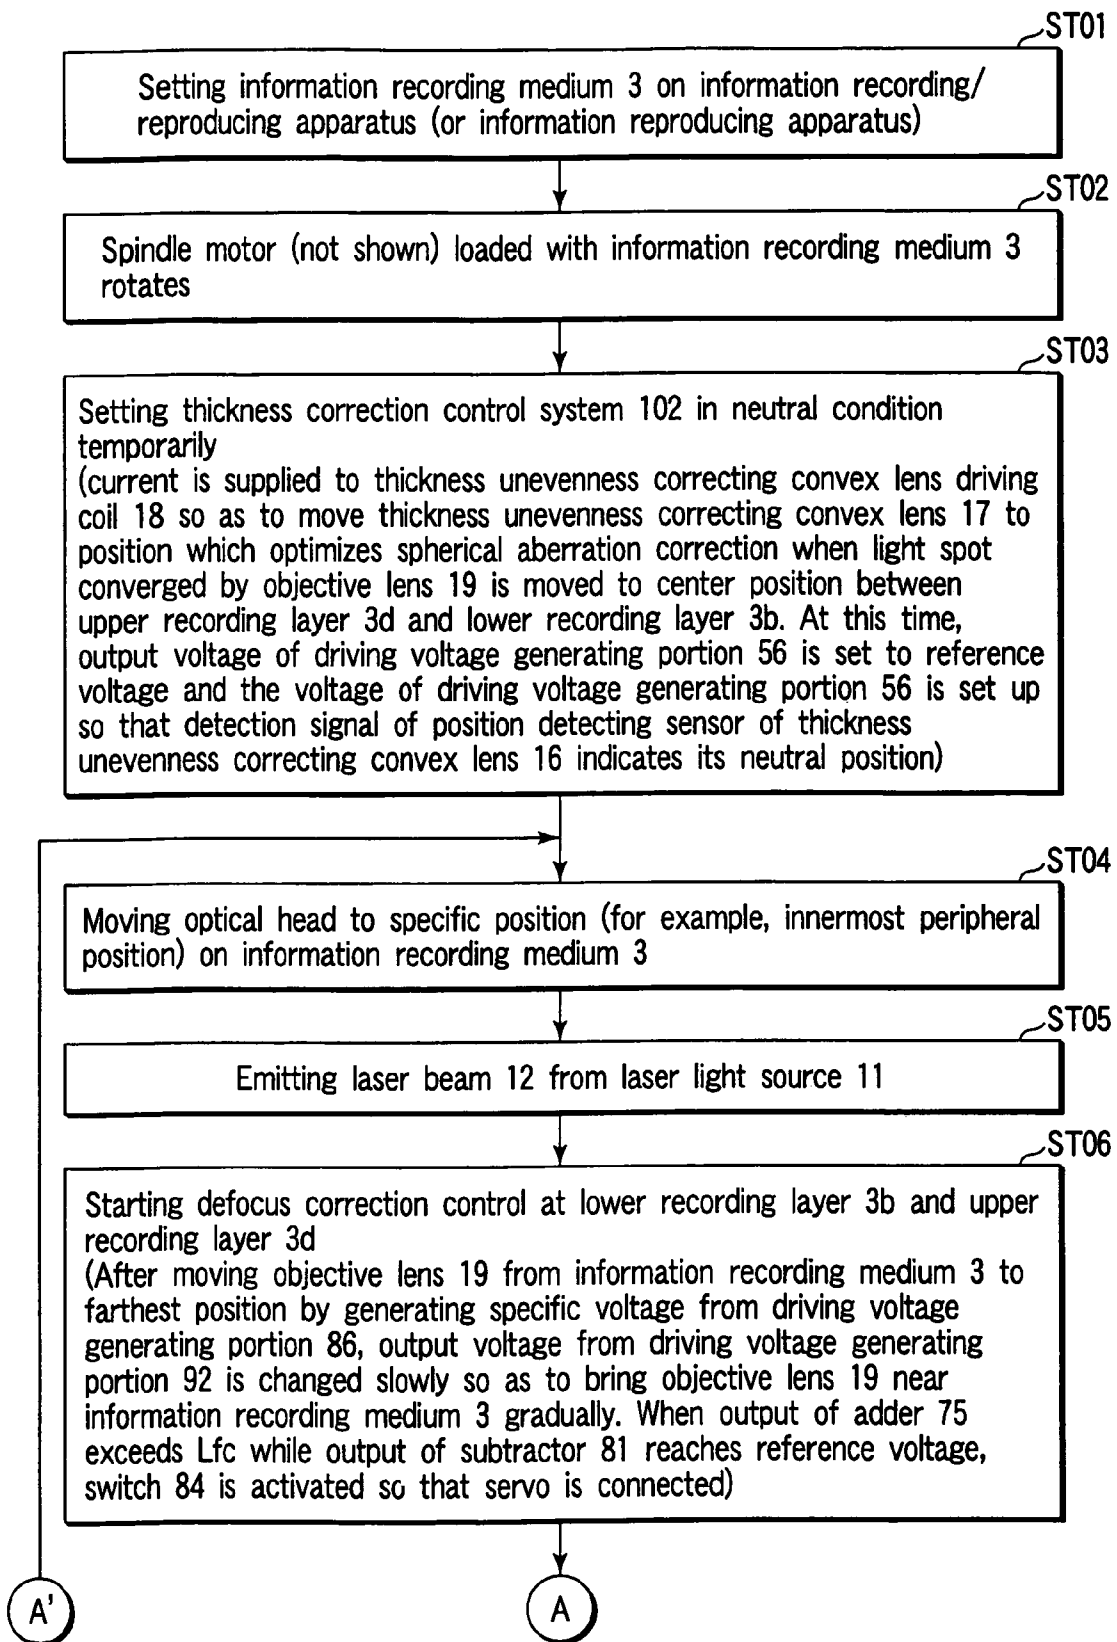 ST01
Setting information recording medium 3 on information recording/
reproducing apparatus (or information reproducing apparatus)
ST02
Spindle motor (not shown) loaded with information recording medium 3
rotates
ST03
Setting thickness correction control system 102 in neutral condition
temporarily
(current is supplied to thickness unevenness correcting convex lens driving
coil 18 so as to move thickness unevenness correcting convex lens 17 to
position which optimizes spherical aberration correction when light spot
converged by objective lens 19 is moved to center position between
upper recording layer 3d and lower recording layer 3b. At this time,
output voltage of driving voltage generating portion 56 is set to reference
voltage and the voltage of driving voltage generating portion 56 is set up
so that detection signal of position detecting sensor of thickness
unevenness correcting convex lens 16 indicates its neutral position)
ST04
Moving optical head to specific position (for example, innermost peripheral
position) on information recording medium 3
ST05
Emitting laser beam 12 from laser light source 11
ST06
Starting defocus correction control at lower recording layer 3b and upper
recording layer 3d
(After moving objective lens 19 from information recording medium 3 to
farthest position by generating specific voltage from driving voltage
generating portion 86, output voltage from driving voltage generating
portion 92 is changed slowly so as to bring objective lens 19 near
information recording medium 3 gradually. When output of adder 75
exceeds Lfc while output of subtractor 81 reaches reference voltage,
switch 84 is activated so that servo is connected)
A'
A